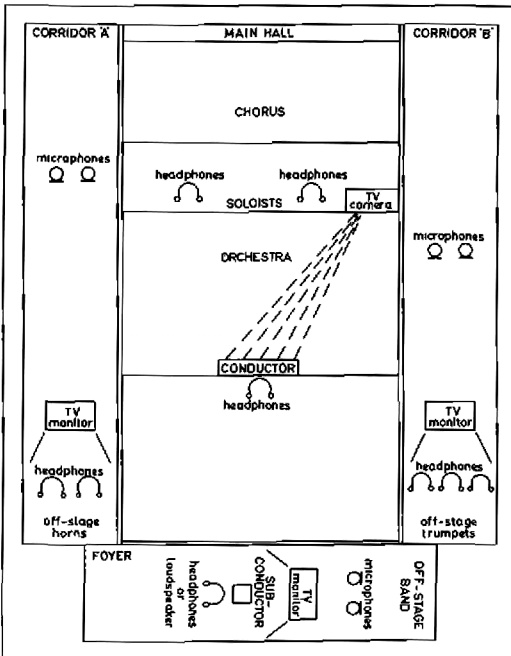 CORRIDOR 'A'
MAIN HALL
CORRIDOR 'B'
CHORUS
microphones
headphones
headphones
SOLOISTS
TV
camera
microphones
ORCHESTRA
CONDUCTOR
headphones
TV
monitor
headphones
off-stage
horns
TV
monitor
headphones
off-stage
trumpets
FOYER
headphones
or
loudspeaker
SUB-
CONDUCTOR
TV
monitor
microphones
OFF-STAGE
BAND